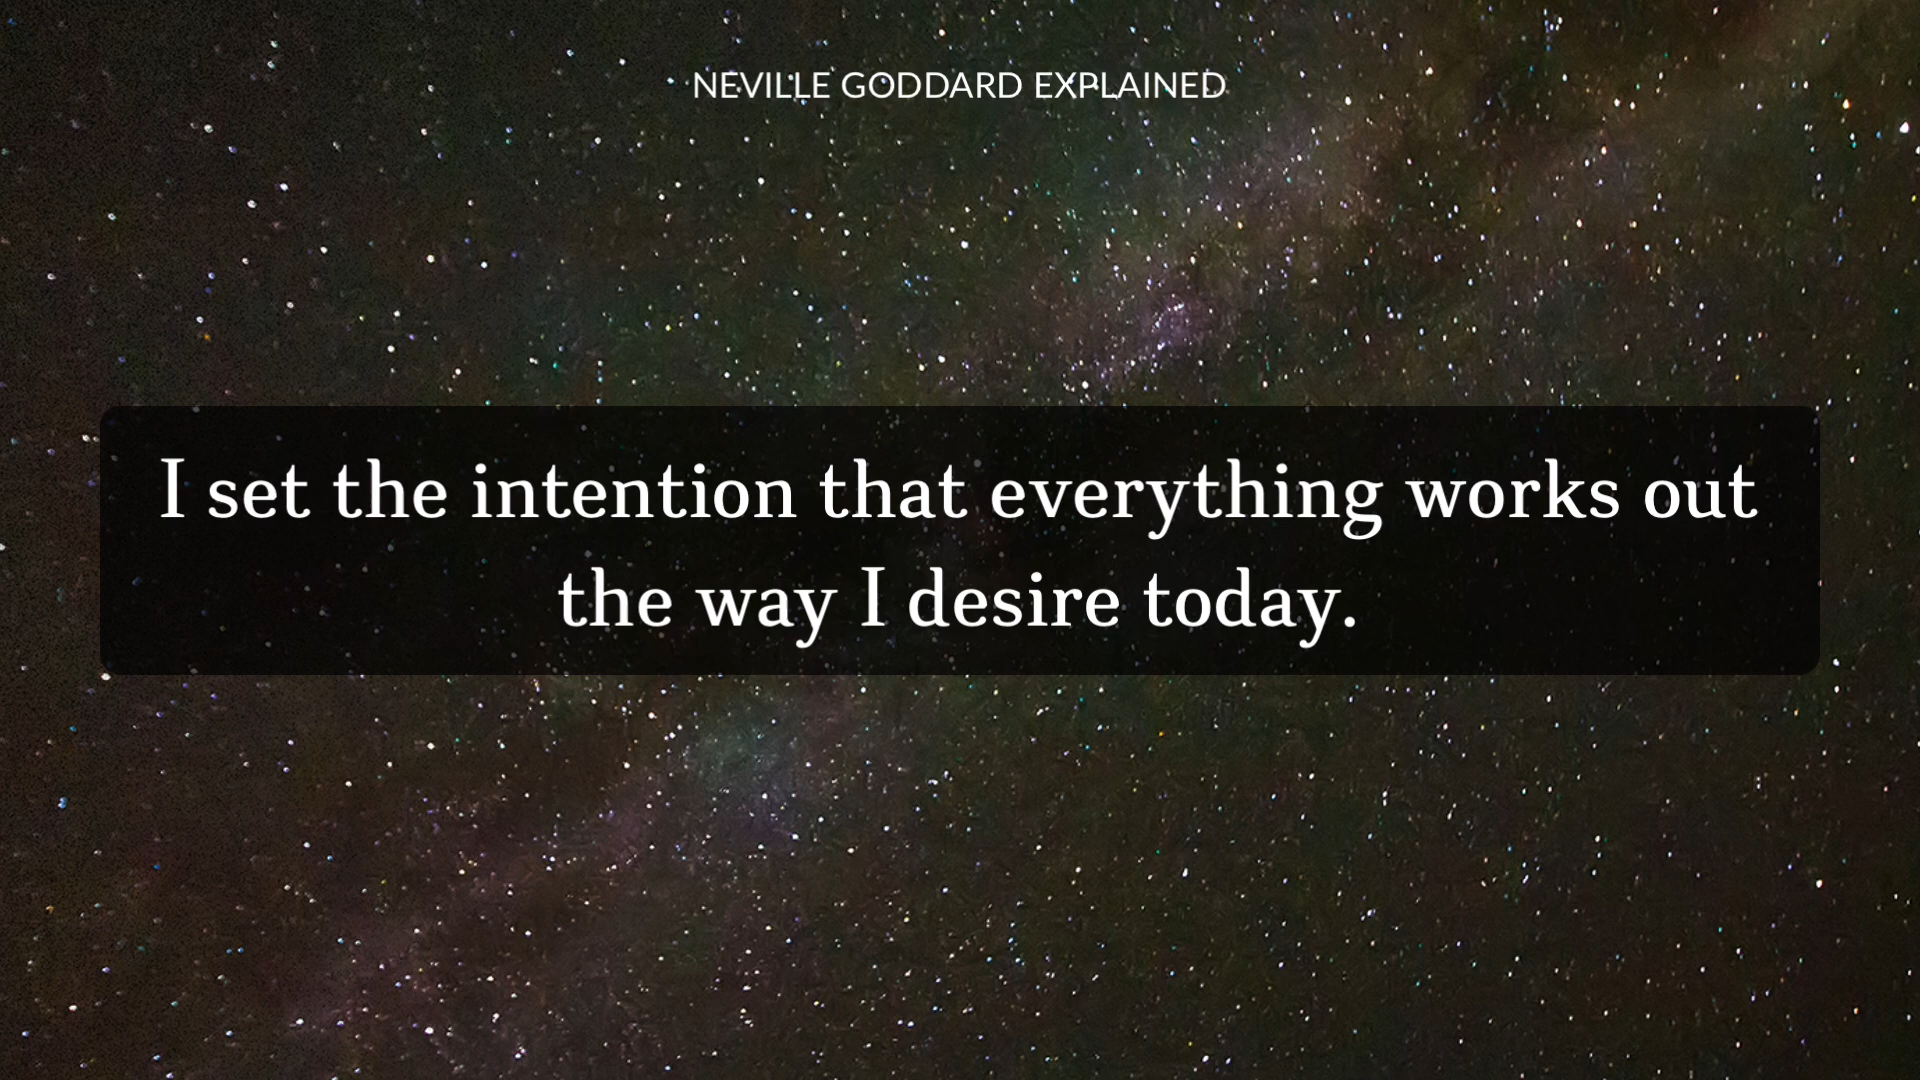 NEVILLE GODDARD EXPLAINED
I set the intention that everything works out
the way I desire today.